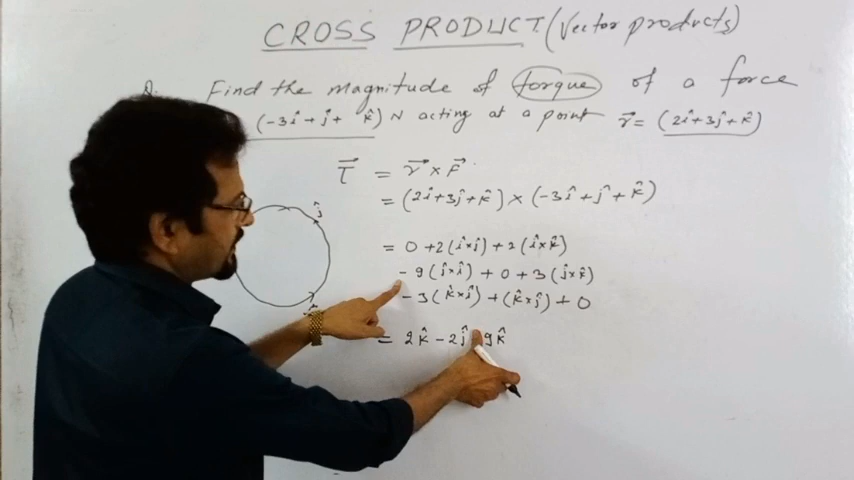 CROSS PRODUCT (Vector products)
Q. Find the magnitude of torque of a force
(-3î + ĵ + k̂) N acting at a point r⃗ = (2î+3ĵ+k̂)
τ⃗ = r⃗ × F⃗
= (2î+3ĵ+k̂) × (-3î+ĵ+k̂)
ĵ
= 0 + 2(î×ĵ) + 2(î×k̂)
- 9(ĵ×î) + 0 + 3(ĵ×k̂)
- 3(k̂×î) + (k̂×ĵ) + 0
= 2k̂ - 2ĵ 9k̂